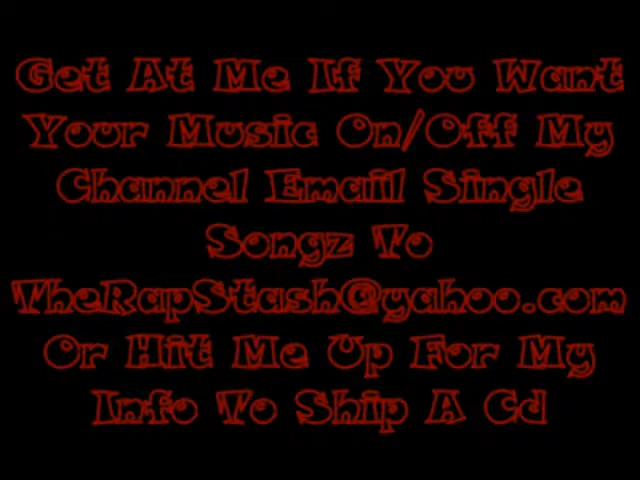 Get At Me If You Want
Your Music On/Off My
Channel Email Single
Songz To
TheRapStash@yahoo.com
Or Hit Me Up For My
Info To Ship A Cd